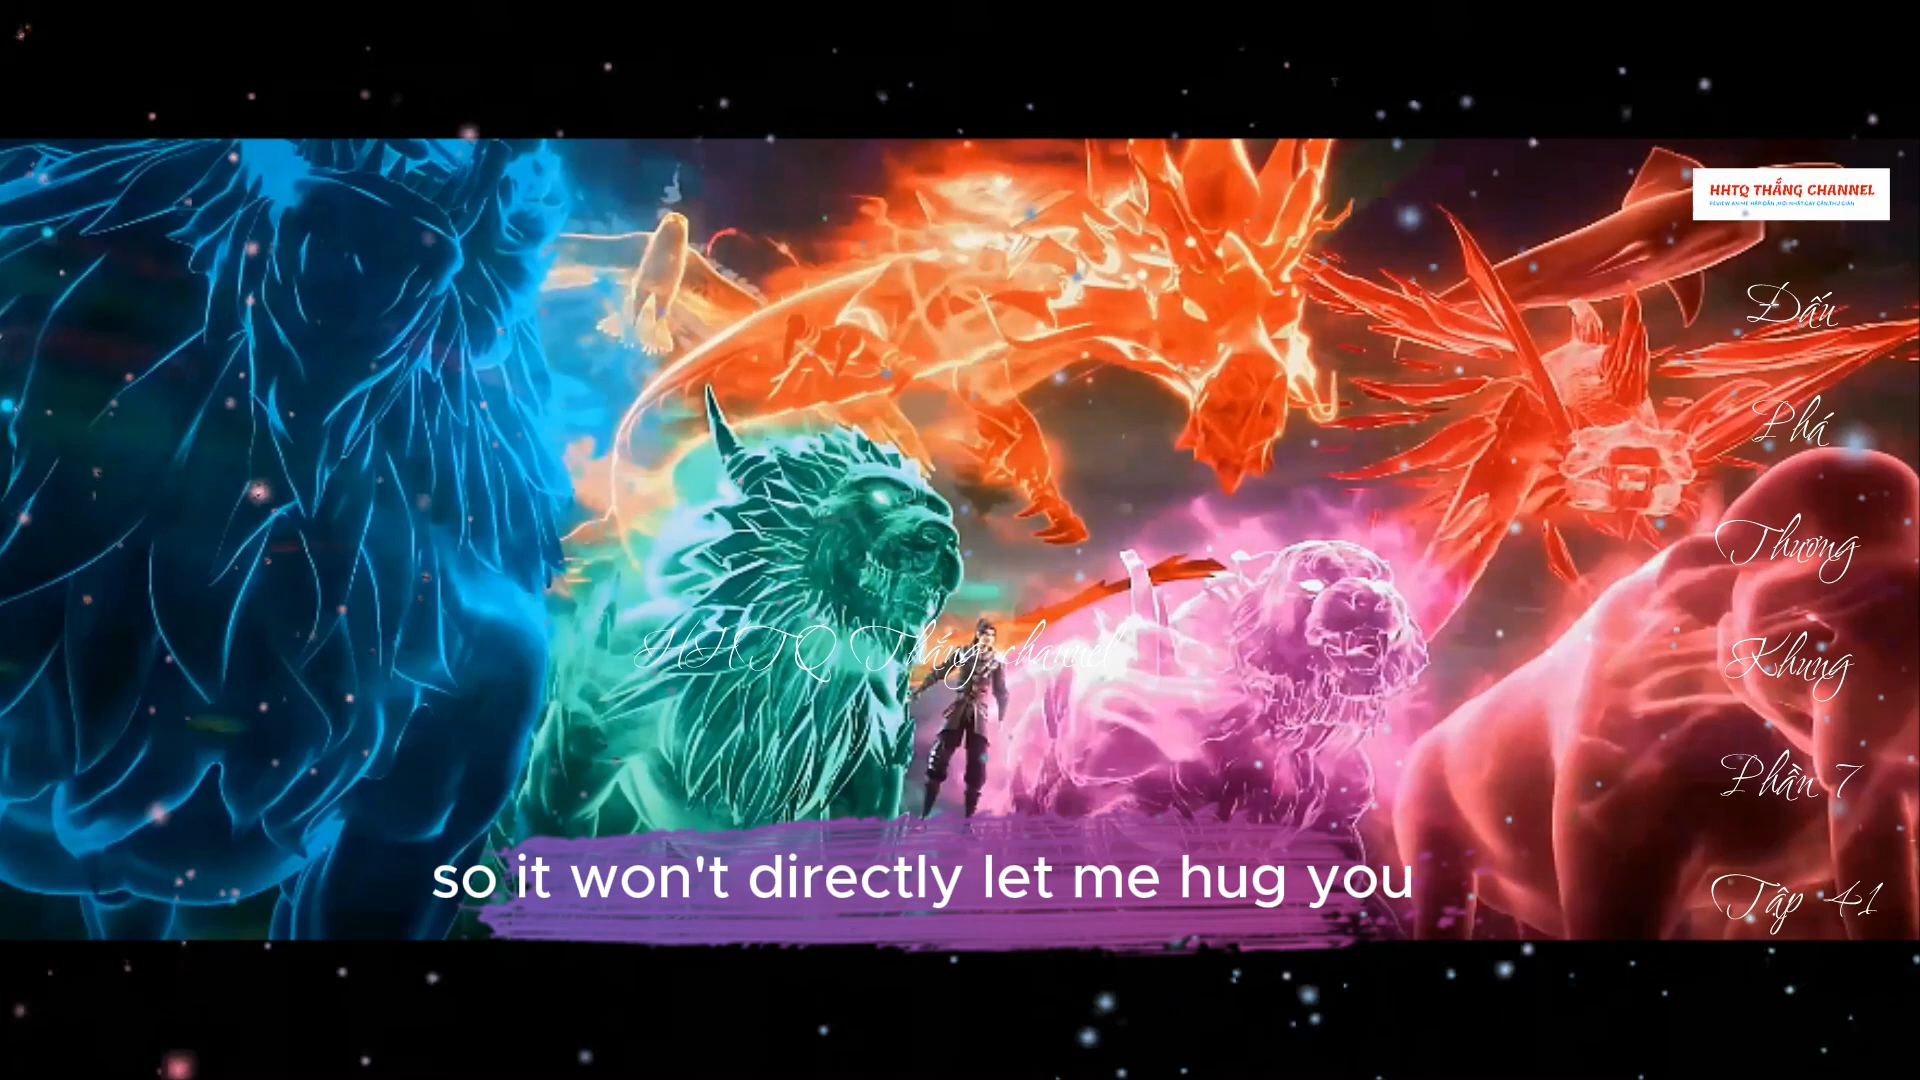 HHTQ THẮNG CHANNEL
Đấu
Phá
Thương
Khung
HHTQ Thắng channel
Phần 7
so it won't directly let me hug you
Tập 41